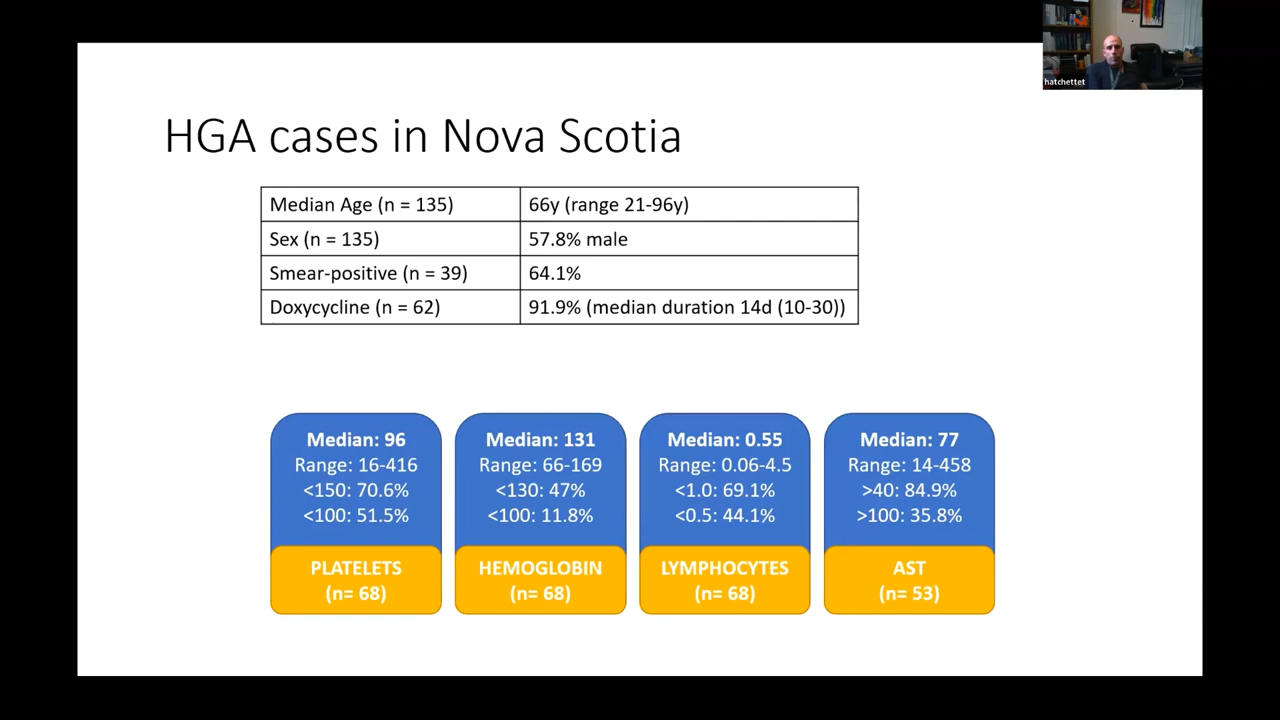 hatchettet
HGA cases in Nova Scotia
Median Age (n = 135) 66y (range 21-96y)
Sex (n = 135) 57.8% male
Smear-positive (n = 39) 64.1%
Doxycycline (n = 62) 91.9% (median duration 14d (10-30))
Median: 96
Range: 16-416
<150: 70.6%
<100: 51.5%
PLATELETS
(n= 68)
Median: 131
Range: 66-169
<130: 47%
<100: 11.8%
HEMOGLOBIN
(n= 68)
Median: 0.55
Range: 0.06-4.5
<1.0: 69.1%
<0.5: 44.1%
LYMPHOCYTES
(n= 68)
Median: 77
Range: 14-458
>40: 84.9%
>100: 35.8%
AST
(n= 53)